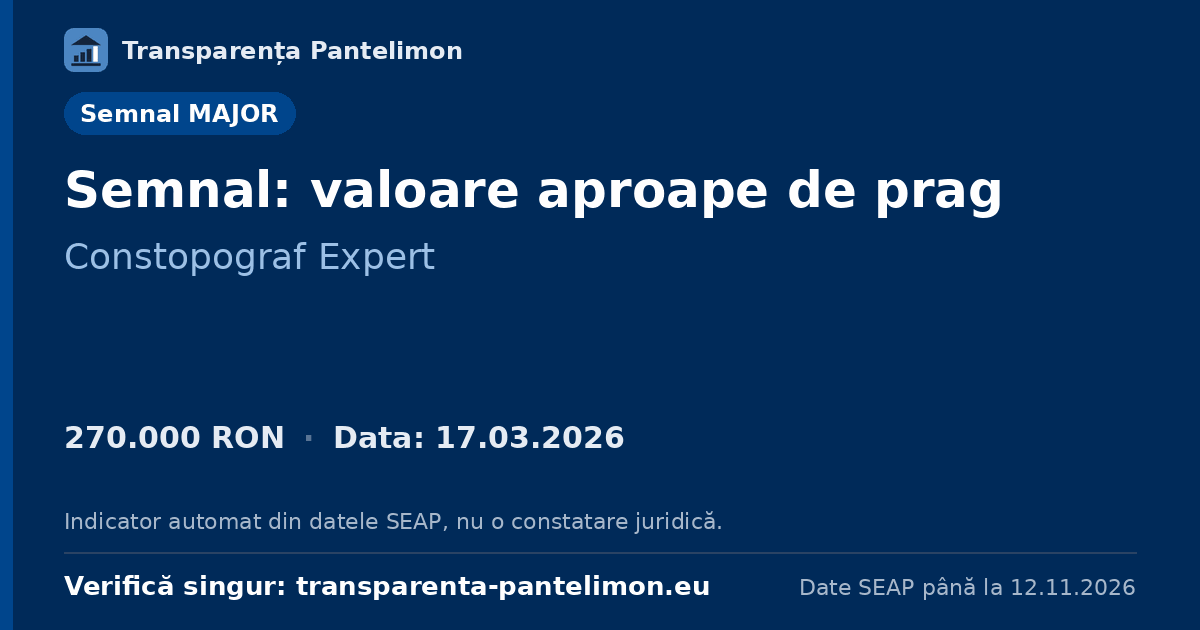 Transparența Pantelimon
Semnal MAJOR
Semnal: valoare aproape de prag
Constopograf Expert
270.000 RON · Data: 17.03.2026
Indicator automat din datele SEAP, nu o constatare juridică.
Verifică singur: transparenta-pantelimon.eu
Date SEAP până la 12.11.2026